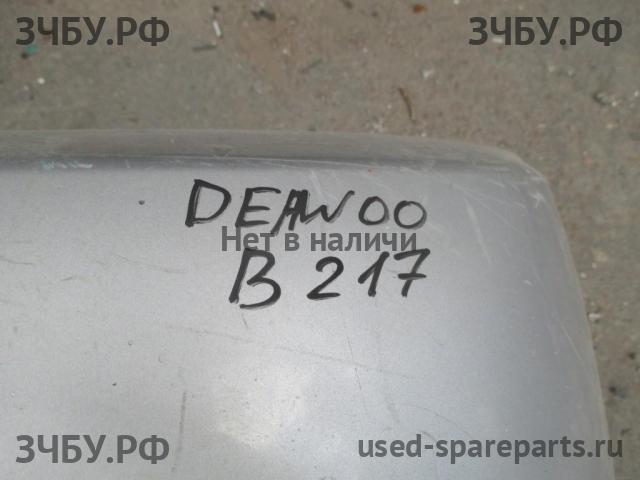 ЗЧБУ.РФ ЗЧБУ.РФ
DEAWOO
Нет в наличи
B 217
ЗЧБУ.РФ used-spareparts.ru